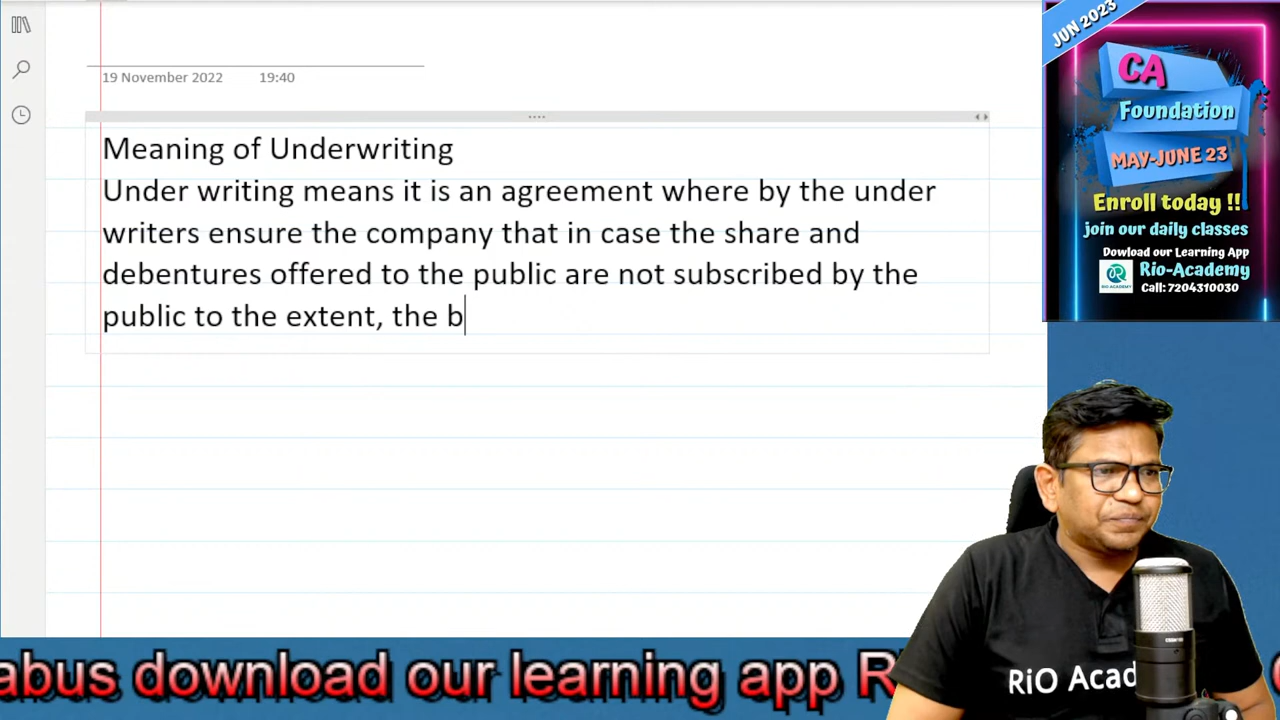 19 November 2022 19:40
Meaning of Underwriting
Under writing means it is an agreement where by the under
writers ensure the company that in case the share and
debentures offered to the public are not subscribed by the
public to the extent, the b
JUN 2023
CA
Foundation
MAY-JUNE 23
Enroll today !!
join our daily classes
Dowload our Learning App
RIO ACADEMY
Rio-Academy
Call: 7204310030
RiO Acad
abus download our learning app R